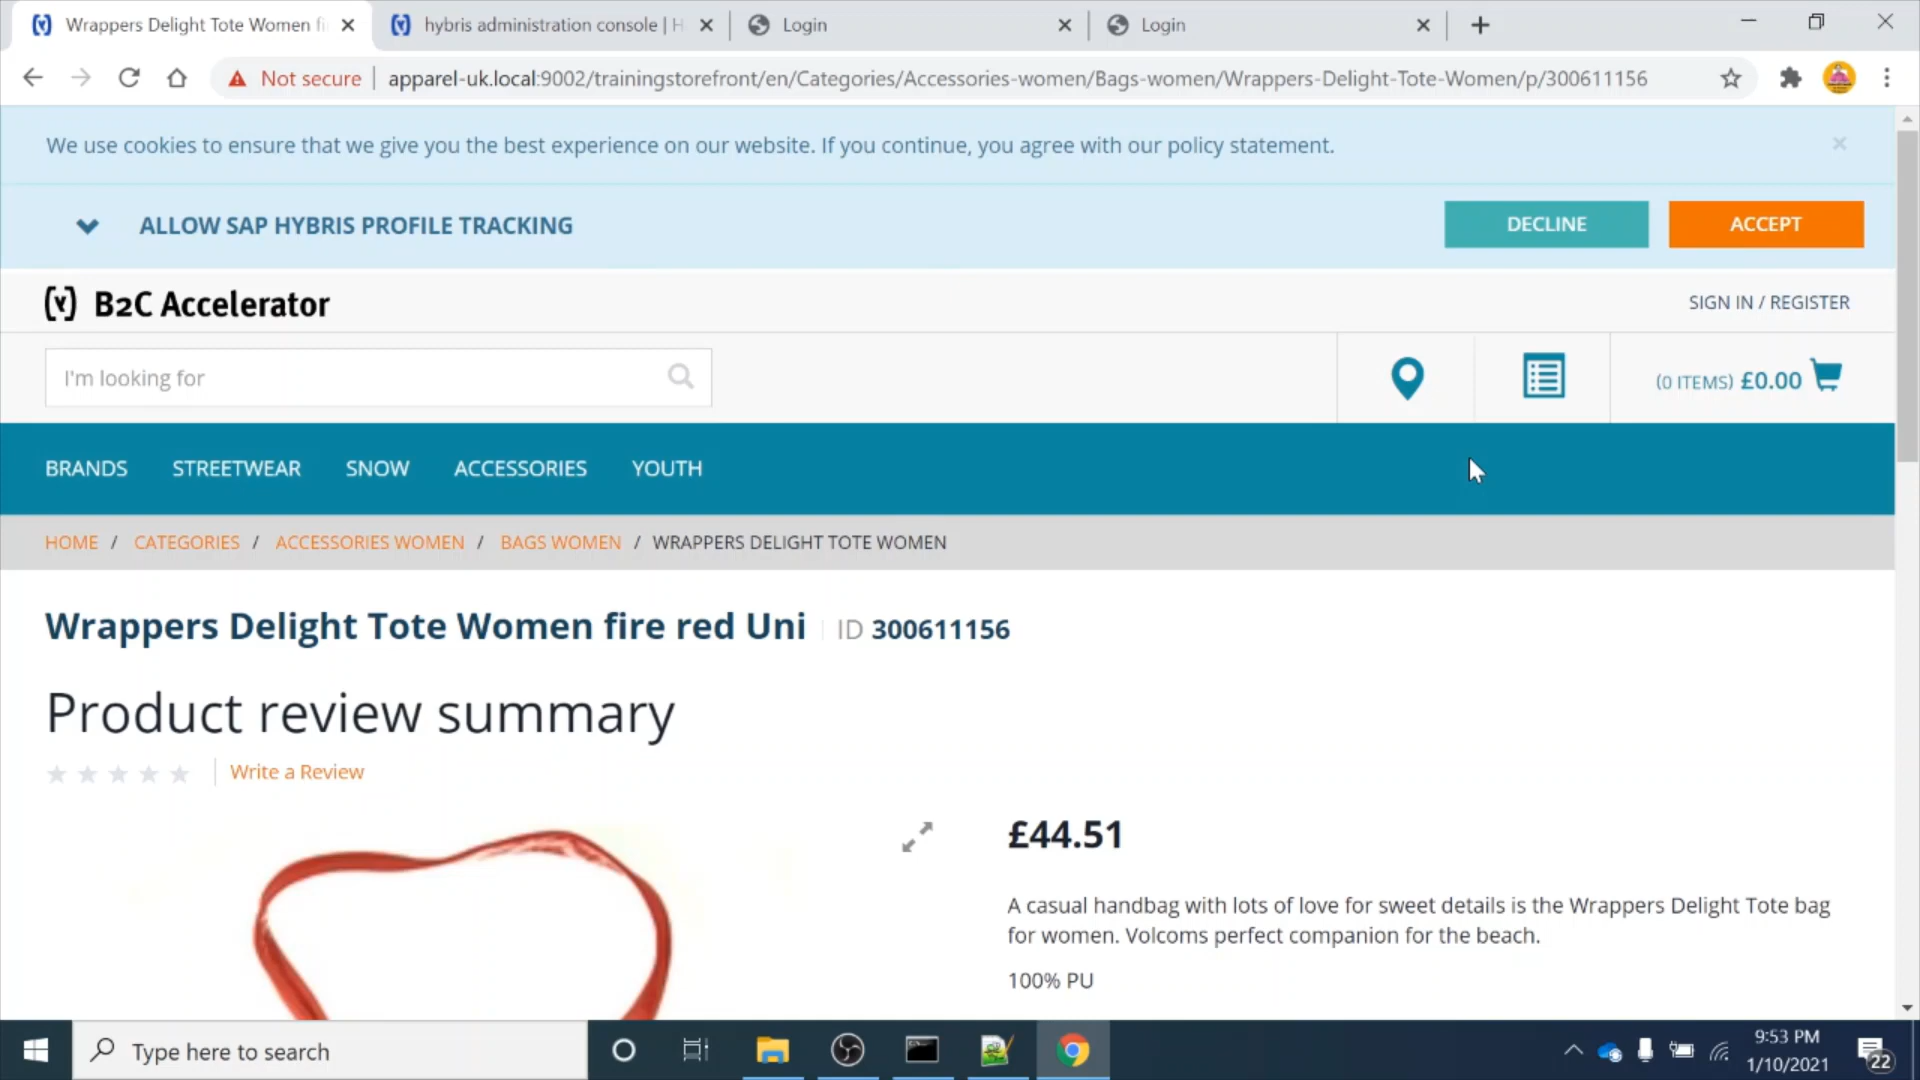 Wrappers Delight Tote Women fi
hybris administration console | H
Login
Login
Not secure
apparel-uk.local:9002/trainingstorefront/en/Categories/Accessories-women/Bags-women/Wrappers-Delight-Tote-Women/p/300611156
We use cookies to ensure that we give you the best experience on our website. If you continue, you agree with our policy statement.
ALLOW SAP HYBRIS PROFILE TRACKING
DECLINE
ACCEPT
(y) B2C Accelerator
SIGN IN / REGISTER
I'm looking for
(0 ITEMS) £0.00
BRANDS STREETWEAR SNOW ACCESSORIES YOUTH
HOME / CATEGORIES / ACCESSORIES WOMEN / BAGS WOMEN / WRAPPERS DELIGHT TOTE WOMEN
Wrappers Delight Tote Women fire red Uni ID 300611156
Product review summary
Write a Review
£44.51
A casual handbag with lots of love for sweet details is the Wrappers Delight Tote bag
for women. Volcoms perfect companion for the beach.
100% PU
Type here to search
9:53 PM
1/10/2021
22